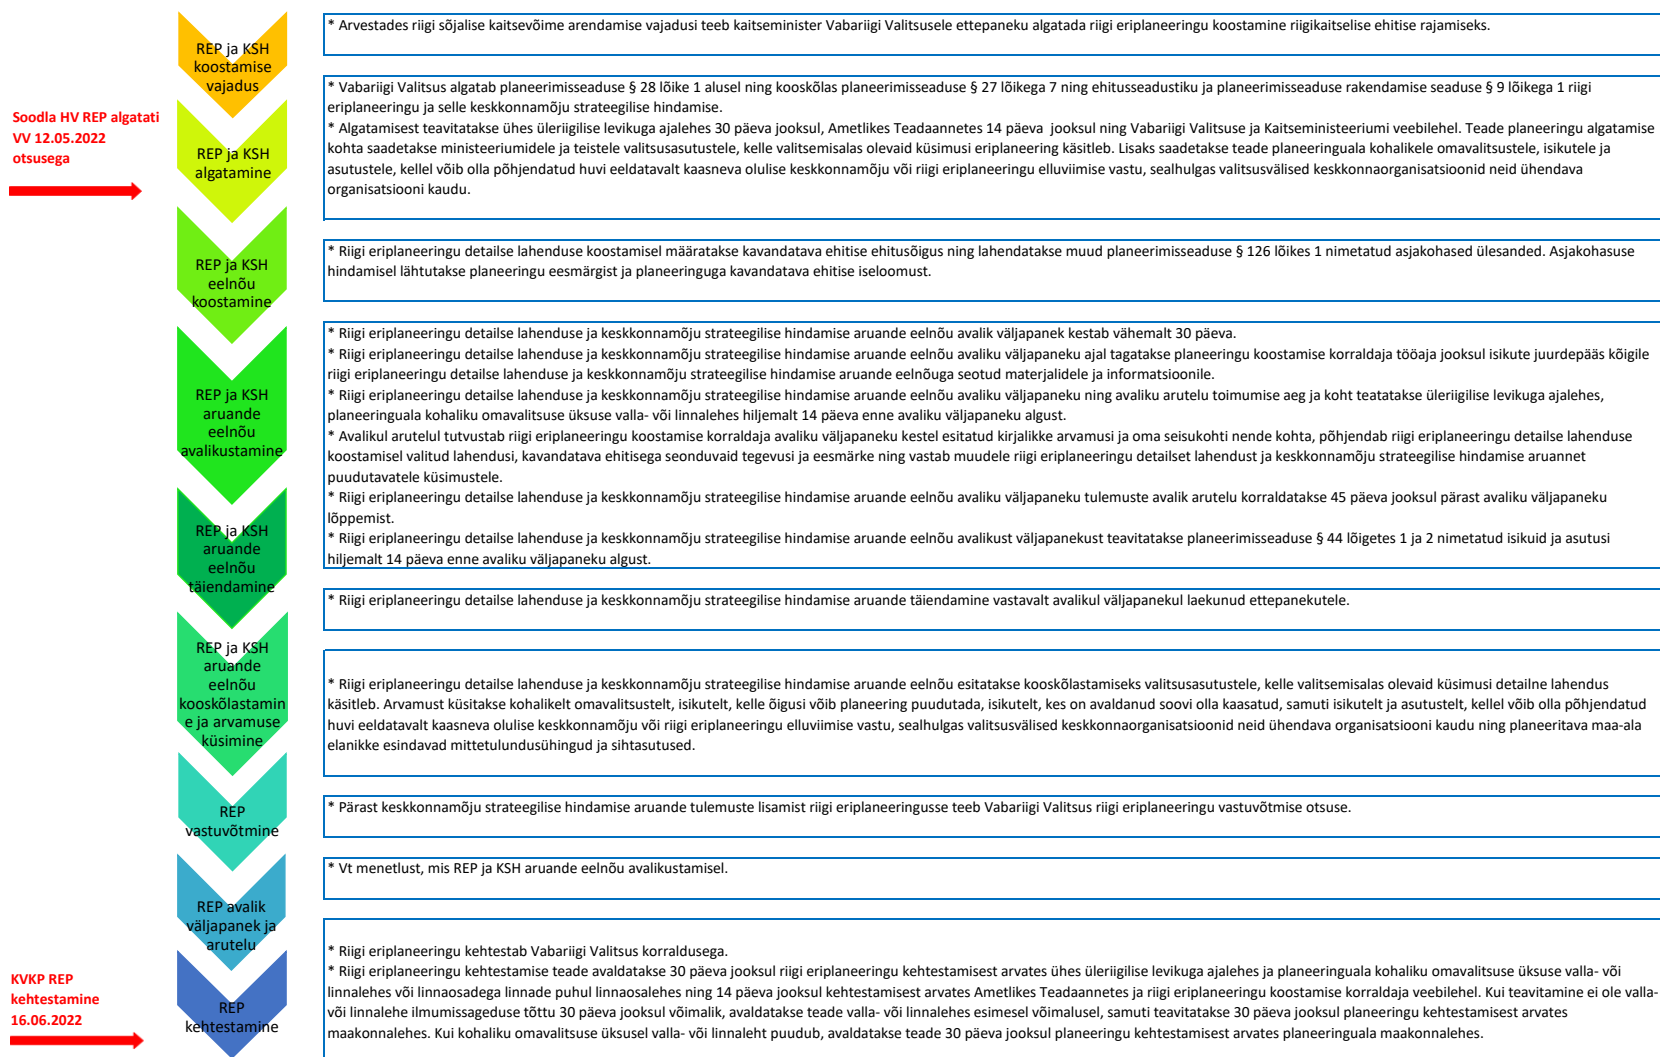 REP ja KSH
koostamise
vajadus
* Arvestades riigi sõjalise kaitsevõime arendamise vajadusi teeb kaitseminister Vabariigi Valitsusele ettepaneku algatada riigi eriplaneeringu koostamine riigikaitselise ehitise rajamiseks.
Soodla HV REP algatati
VV 12.05.2022
otsusega
REP ja KSH
algatamine
* Vabariigi Valitsus algatab planeerimisseaduse § 28 lõike 1 alusel ning kooskõlas planeerimisseaduse § 27 lõikega 7 ning ehitusseadustiku ja planeerimisseaduse rakendamise seaduse § 9 lõikega 1 riigi
eriplaneeringu ja selle keskkonnamõju strateegilise hindamise.
* Algatamisest teavitatakse ühes üleriigilise levikuga ajalehes 30 päeva jooksul, Ametlikes Teadaannetes 14 päeva  jooksul ning Vabariigi Valitsuse ja Kaitseministeeriumi veebilehel. Teade planeeringu algatamise
kohta saadetakse ministeeriumidele ja teistele valitsusasutustele, kelle valitsemisalas olevaid küsimusi eriplaneering käsitleb. Lisaks saadetakse teade planeeringuala kohalikele omavalitsustele, isikutele ja
asutustele, kellel võib olla põhjendatud huvi eeldatavalt kaasneva olulise keskkonnamõju või riigi eriplaneeringu elluviimise vastu, sealhulgas valitsusvälised keskkonnaorganisatsioonid neid ühendava
organisatsiooni kaudu.
REP ja KSH
eelnõu
koostamine
* Riigi eriplaneeringu detailse lahenduse koostamisel määratakse kavandatava ehitise ehitusõigus ning lahendatakse muud planeerimisseaduse § 126 lõikes 1 nimetatud asjakohased ülesanded. Asjakohasuse
hindamisel lähtutakse planeeringu eesmärgist ja planeeringuga kavandatava ehitise iseloomust.
REP ja KSH
aruande
eelnõu
avalikustamine
* Riigi eriplaneeringu detailse lahenduse ja keskkonnamõju strateegilise hindamise aruande eelnõu avalik väljapanek kestab vähemalt 30 päeva.
* Riigi eriplaneeringu detailse lahenduse ja keskkonnamõju strateegilise hindamise aruande eelnõu avaliku väljapaneku ajal tagatakse planeeringu koostamise korraldaja tööaja jooksul isikute juurdepääs kõigile
riigi eriplaneeringu detailse lahenduse ja keskkonnamõju strateegilise hindamise aruande eelnõuga seotud materjalidele ja informatsioonile.
* Riigi eriplaneeringu detailse lahenduse ja keskkonnamõju strateegilise hindamise aruande eelnõu avaliku väljapaneku ning avaliku arutelu toimumise aeg ja koht teatatakse üleriigilise levikuga ajalehes,
planeeringuala kohaliku omavalitsuse üksuse valla- või linnalehes hiljemalt 14 päeva enne avaliku väljapaneku algust.
* Avalikul arutelul tutvustab riigi eriplaneeringu koostamise korraldaja avaliku väljapaneku kestel esitatud kirjalikke arvamusi ja oma seisukohti nende kohta, põhjendab riigi eriplaneeringu detailse lahenduse
koostamisel valitud lahendusi, kavandatava ehitisega seonduvaid tegevusi ja eesmärke ning vastab muudele riigi eriplaneeringu detailset lahendust ja keskkonnamõju strateegilise hindamise aruannet
puudutavatele küsimustele.
* Riigi eriplaneeringu detailse lahenduse ja keskkonnamõju strateegilise hindamise aruande eelnõu avaliku väljapaneku tulemuste avalik arutelu korraldatakse 45 päeva jooksul pärast avaliku väljapaneku
lõppemist.
* Riigi eriplaneeringu detailse lahenduse ja keskkonnamõju strateegilise hindamise aruande eelnõu avalikust väljapanekust teavitatakse planeerimisseaduse § 44 lõigetes 1 ja 2 nimetatud isikuid ja asutusi
hiljemalt 14 päeva enne avaliku väljapaneku algust.
REP ja KSH
aruande
eelnõu
täiendamine
* Riigi eriplaneeringu detailse lahenduse ja keskkonnamõju strateegilise hindamise aruande täiendamine vastavalt avalikul väljapanekul laekunud ettepanekutele.
REP ja KSH
aruande
eelnõu
kooskõlastamin
e ja arvamuse
küsimine
* Riigi eriplaneeringu detailse lahenduse ja keskkonnamõju strateegilise hindamise aruande eelnõu esitatakse kooskõlastamiseks valitsusasutustele, kelle valitsemisalas olevaid küsimusi detailne lahendus
käsitleb. Arvamust küsitakse kohalikelt omavalitsustelt, isikutelt, kelle õigusi võib planeering puudutada, isikutelt, kes on avaldanud soovi olla kaasatud, samuti isikutelt ja asutustelt, kellel võib olla põhjendatud
huvi eeldatavalt kaasneva olulise keskkonnamõju või riigi eriplaneeringu elluviimise vastu, sealhulgas valitsusvälised keskkonnaorganisatsioonid neid ühendava organisatsiooni kaudu ning planeeritava maa-ala
elanikke esindavad mittetulundusühingud ja sihtasutused.
REP
vastuvõtmine
* Pärast keskkonnamõju strateegilise hindamise aruande tulemuste lisamist riigi eriplaneeringusse teeb Vabariigi Valitsus riigi eriplaneeringu vastuvõtmise otsuse.
REP avalik
väljapanek ja
arutelu
* Vt menetlust, mis REP ja KSH aruande eelnõu avalikustamisel.
KVKP REP
kehtestamine
16.06.2022
REP
kehtestamine
* Riigi eriplaneeringu kehtestab Vabariigi Valitsus korraldusega.
* Riigi eriplaneeringu kehtestamise teade avaldatakse 30 päeva jooksul riigi eriplaneeringu kehtestamisest arvates ühes üleriigilise levikuga ajalehes ja planeeringuala kohaliku omavalitsuse üksuse valla- või
linnalehes või linnaosadega linnade puhul linnaosalehes ning 14 päeva jooksul kehtestamisest arvates Ametlikes Teadaannetes ja riigi eriplaneeringu koostamise korraldaja veebilehel. Kui teavitamine ei ole valla-
või linnalehe ilmumissageduse tõttu 30 päeva jooksul võimalik, avaldatakse teade valla- või linnalehes esimesel võimalusel, samuti teavitatakse 30 päeva jooksul planeeringu kehtestamisest arvates
maakonnalehes. Kui kohaliku omavalitsuse üksusel valla- või linnaleht puudub, avaldatakse teade 30 päeva jooksul planeeringu kehtestamisest arvates planeeringuala maakonnalehes.